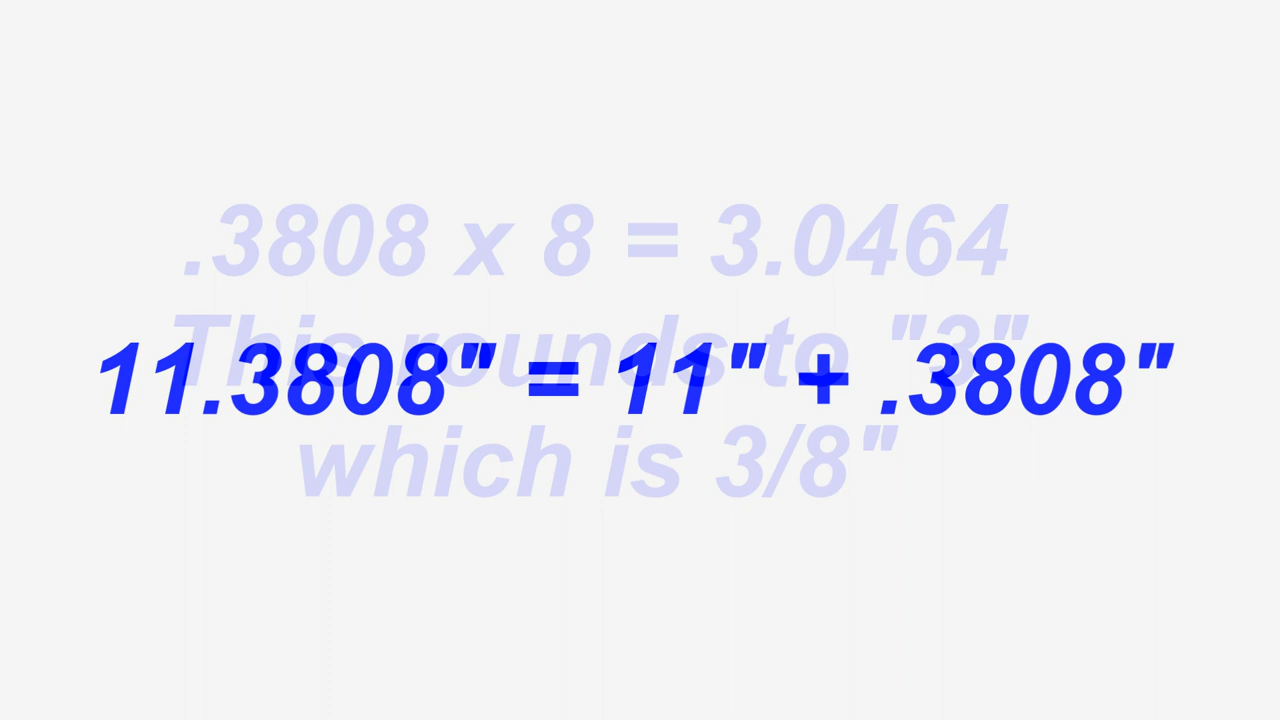 .3808 x 8 = 3.0464
This rounds to "3"
11.3808" = 11" + .3808"
which is 3/8"